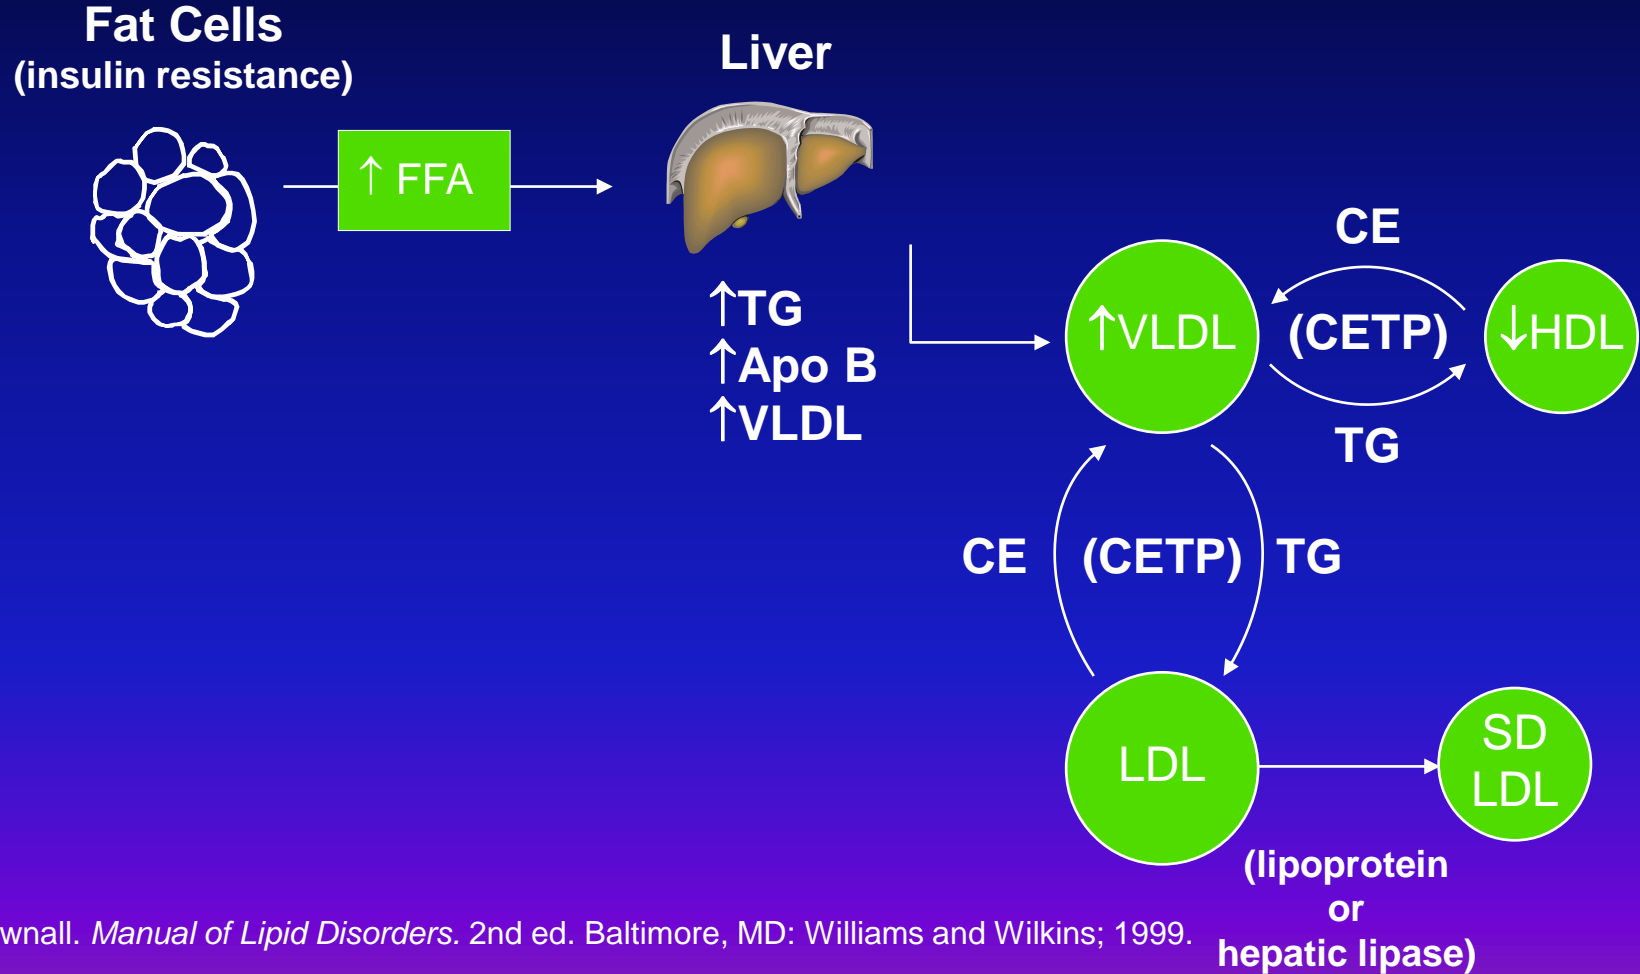 Fat Cells
(insulin resistance)
Liver
↑ FFA
↑TG
↑Apo B
↑VLDL
↑VLDL
CE
(CETP)
TG
↓HDL
CE
(CETP)
TG
LDL
SD
LDL
(lipoprotein
or
hepatic lipase)
wnall. Manual of Lipid Disorders. 2nd ed. Baltimore, MD: Williams and Wilkins; 1999.